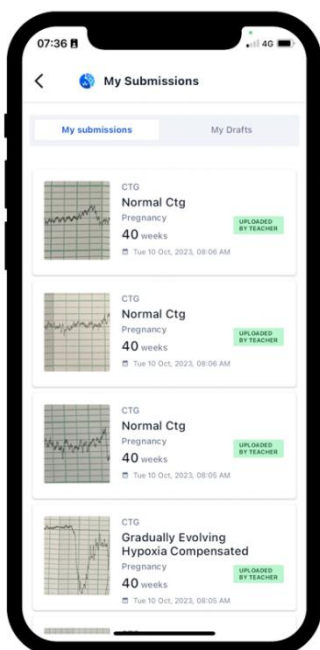 07:36
4G
My Submissions
My submissions
My Drafts
CTG
Normal Ctg
Pregnancy
40 weeks
UPLOADED
BY TEACHER
Tue 10 Oct, 2023, 08:06 AM
CTG
Normal Ctg
Pregnancy
40 weeks
UPLOADED
BY TEACHER
Tue 10 Oct, 2023, 08:06 AM
CTG
Normal Ctg
Pregnancy
40 weeks
UPLOADED
BY TEACHER
Tue 10 Oct, 2023, 08:05 AM
CTG
Gradually Evolving
Hypoxia Compensated
Pregnancy
40 weeks
UPLOADED
BY TEACHER
Tue 10 Oct, 2023, 08:05 AM